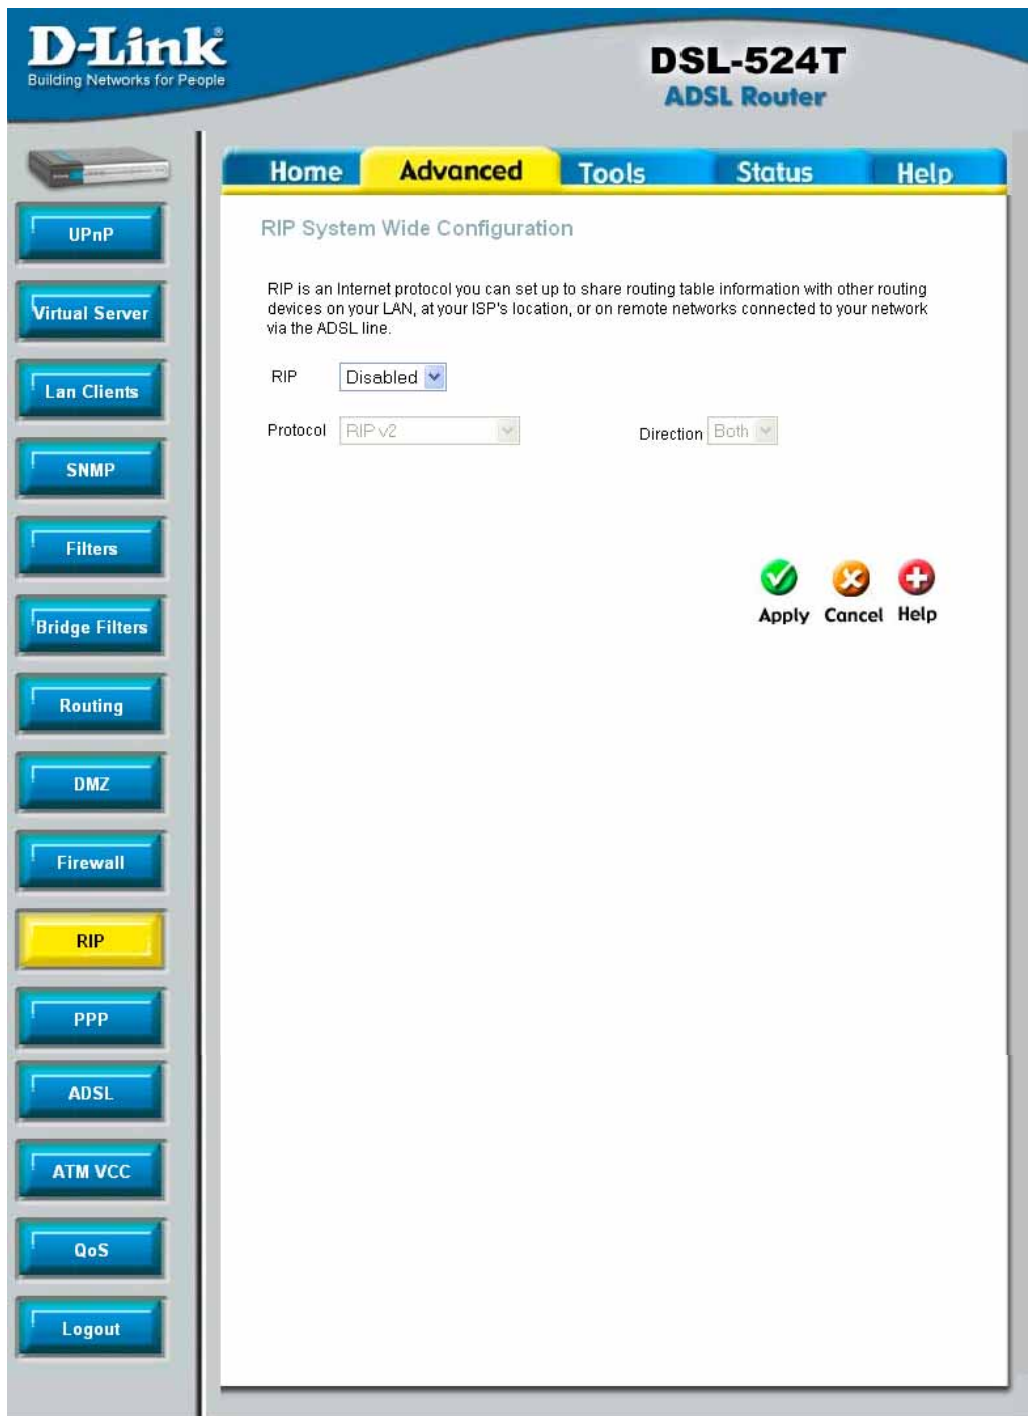 D-Link
Building Networks for People
DSL-524T
ADSL Router
Home Advanced Tools Status Help
UPnP
Virtual Server
Lan Clients
SNMP
Filters
Bridge Filters
Routing
DMZ
Firewall
RIP
PPP
ADSL
ATM VCC
QoS
Logout
RIP System Wide Configuration
RIP is an Internet protocol you can set up to share routing table information with other routing
devices on your LAN, at your ISP's location, or on remote networks connected to your network
via the ADSL line.
RIP Disabled
Protocol RIP v2 Direction Both
Apply Cancel Help